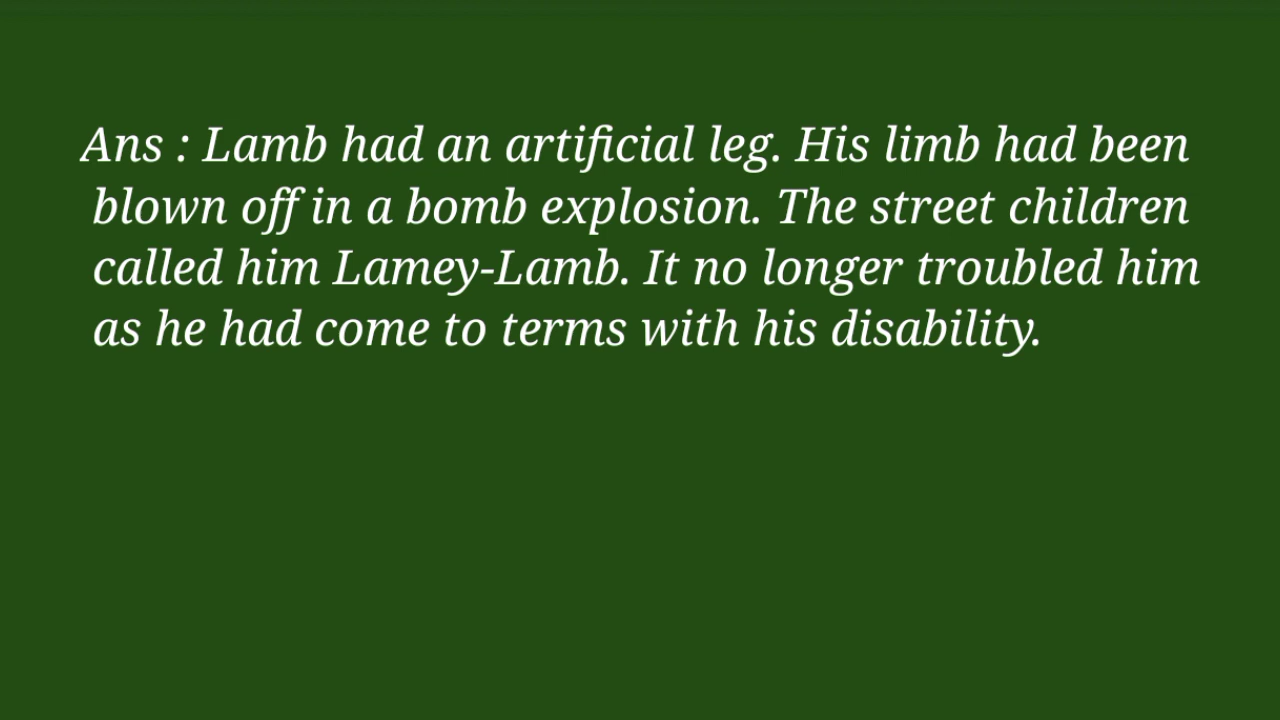 Ans : Lamb had an artificial leg. His limb had been
blown off in a bomb explosion. The street children
called him Lamey-Lamb. It no longer troubled him
as he had come to terms with his disability.